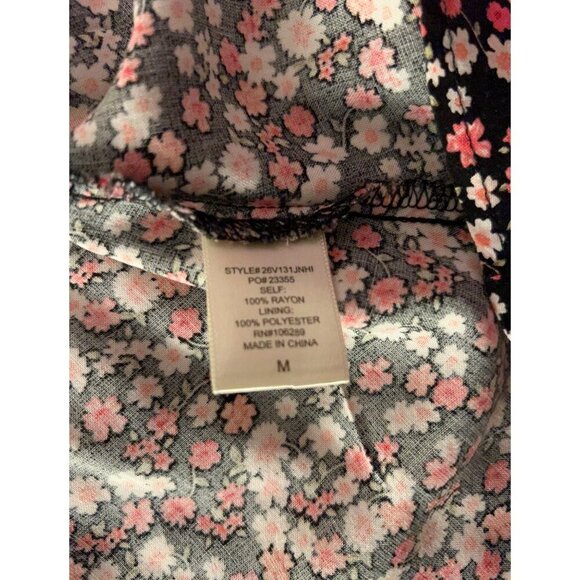 STYLE# 26V131JNHI
PO# 23355
SELF:
100% RAYON
LINING:
100% POLYESTER
RN#106289
MADE IN CHINA
M